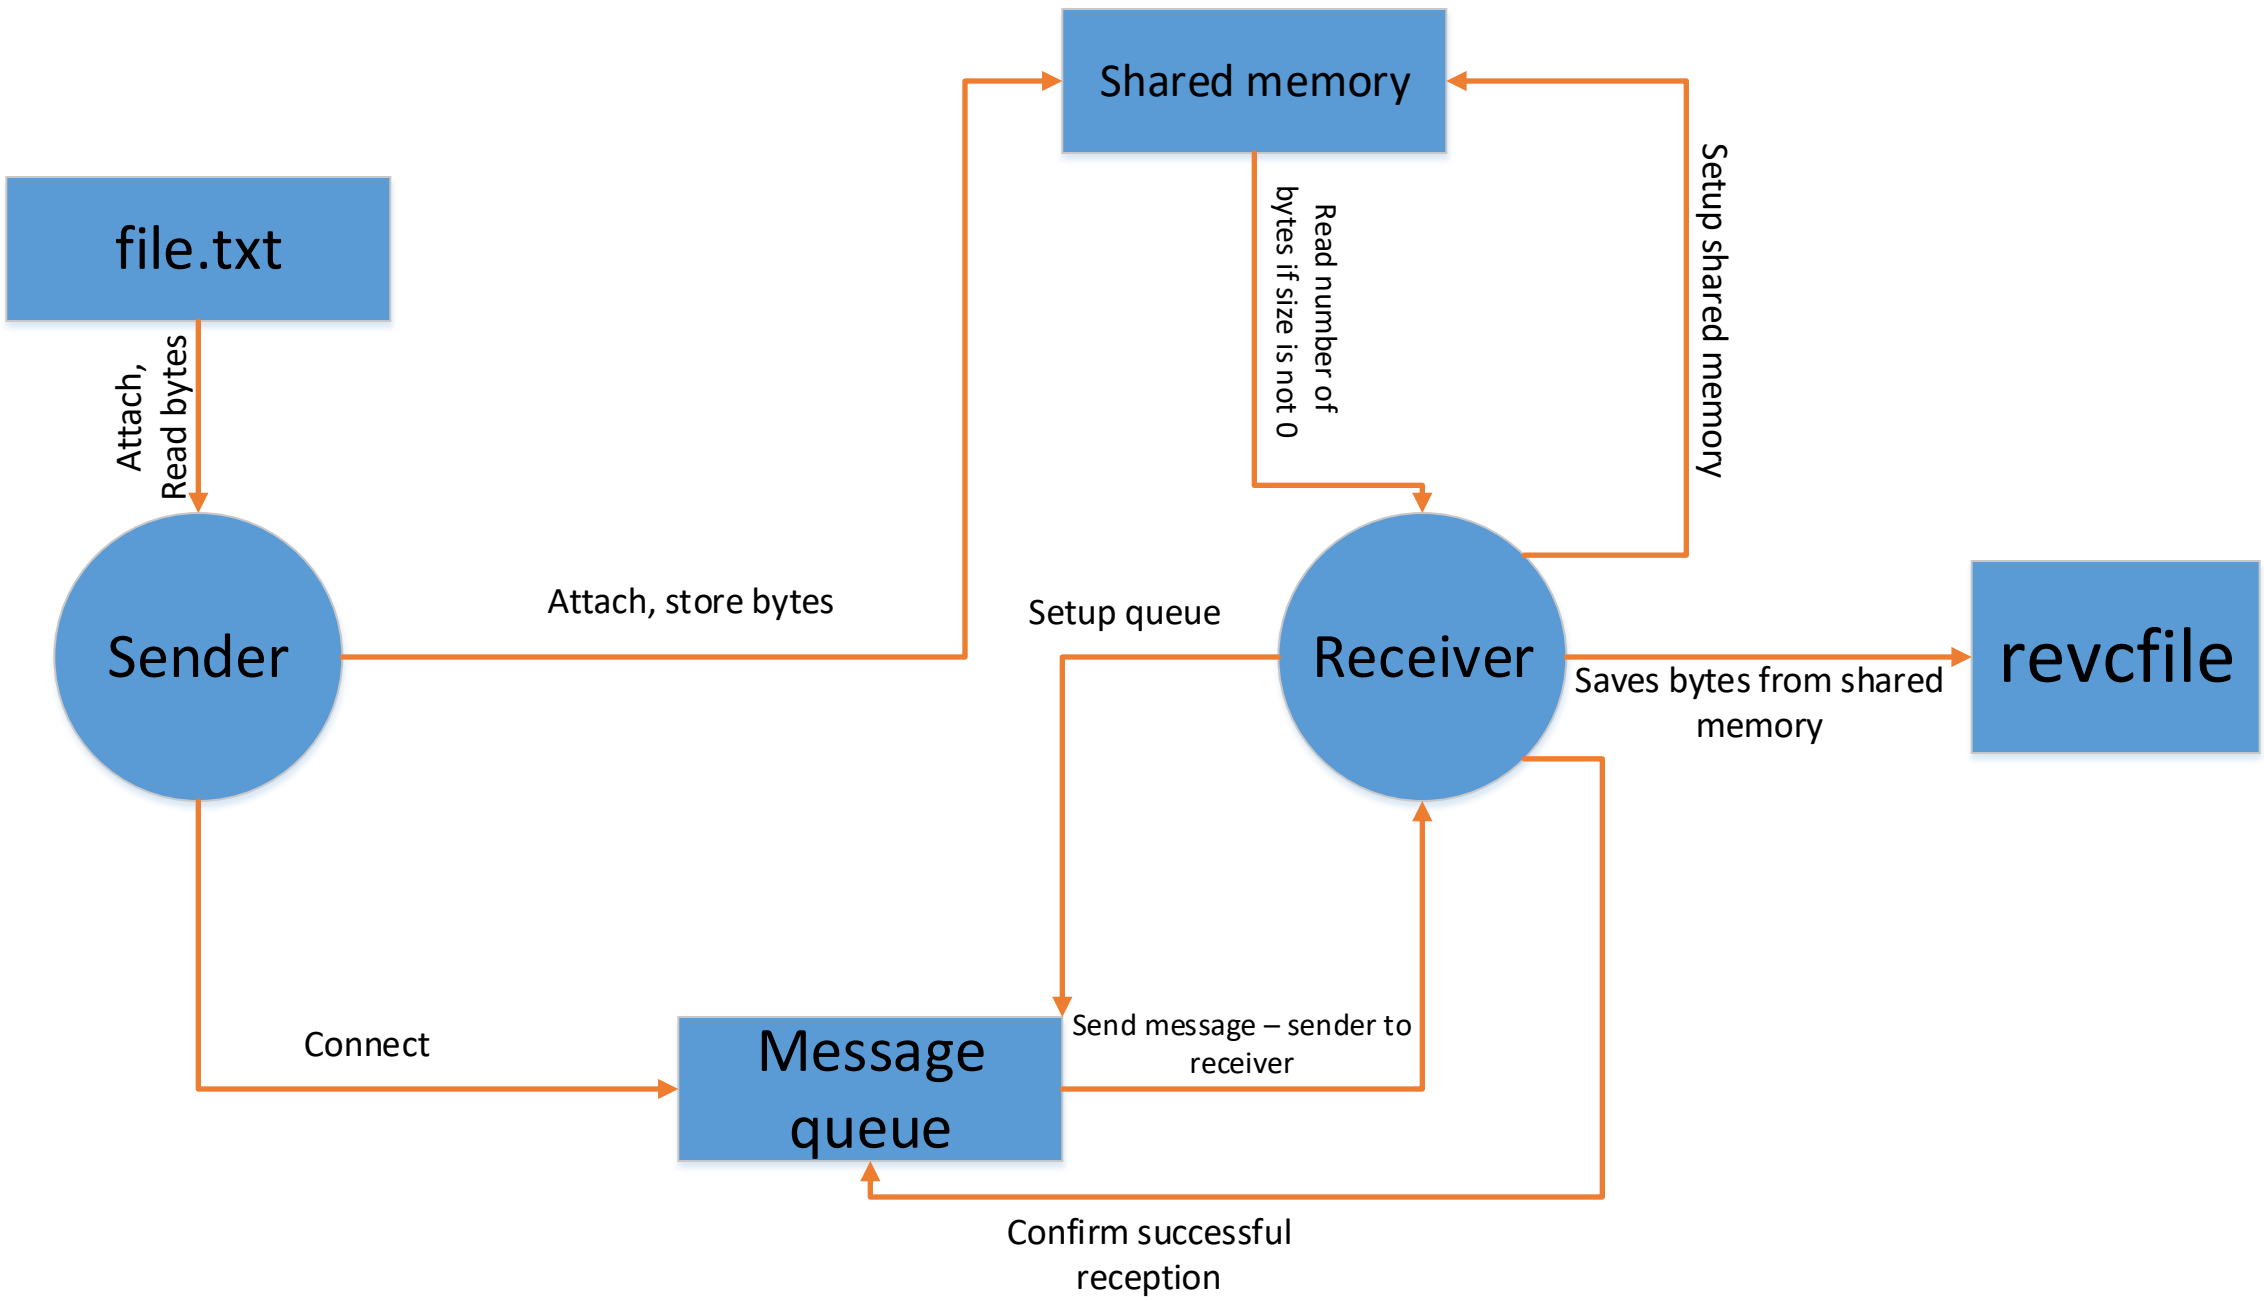 Shared memory
file.txt
Attach,
Read bytes
Read number of
bytes if size is not 0
Setup shared memory
Attach, store bytes
Setup queue
Sender
Receiver
revcfile
Saves bytes from shared
memory
Connect
Message
queue
Send message – sender to
receiver
Confirm successful
reception